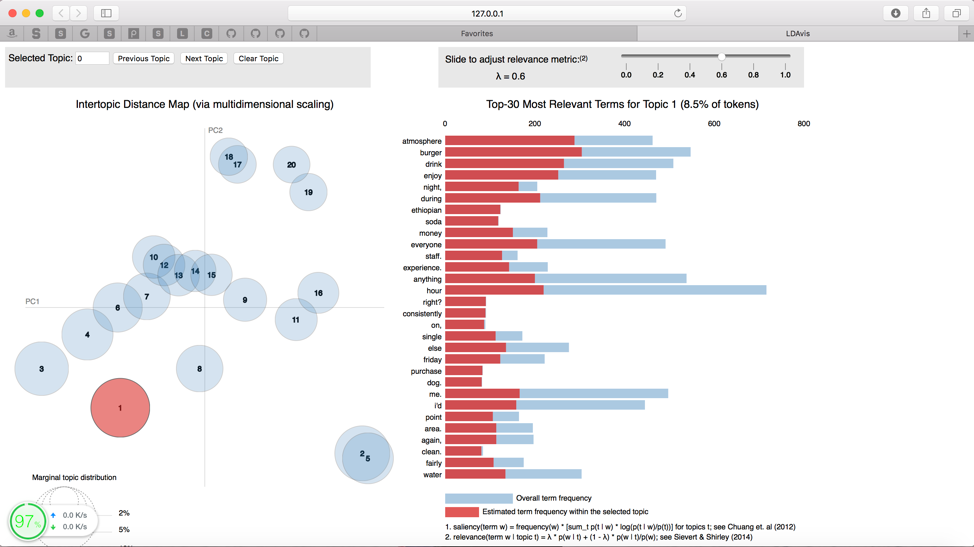 127.0.0.1
Favorites
LDAvis
Selected Topic: 0 Previous Topic Next Topic Clear Topic
Slide to adjust relevance metric:(2)
λ = 0.6
0.0 0.2 0.4 0.6 0.8 1.0
Intertopic Distance Map (via multidimensional scaling)
PC2
PC1
18
17
20
19
10
12
13
14
15
7
6
9
16
11
4
3
8
1
2
5
Marginal topic distribution
2%
5%
97%
0.0 K/s
0.0 K/s
Top-30 Most Relevant Terms for Topic 1 (8.5% of tokens)
0 200 400 600 800
atmosphere
burger
drink
enjoy
night,
during
ethiopian
soda
money
everyone
staff.
experience.
anything
hour
right?
consistently
on,
single
else
friday
purchase
dog.
me.
i'd
point
area.
again,
clean.
fairly
water
Overall term frequency
Estimated term frequency within the selected topic
1. saliency(term w) = frequency(w) * [sum_t p(t | w) * log(p(t | w)/p(t))] for topics t; see Chuang et. al (2012)
2. relevance(term w | topic t) = λ * p(w | t) + (1 - λ) * p(w | t)/p(w); see Sievert & Shirley (2014)